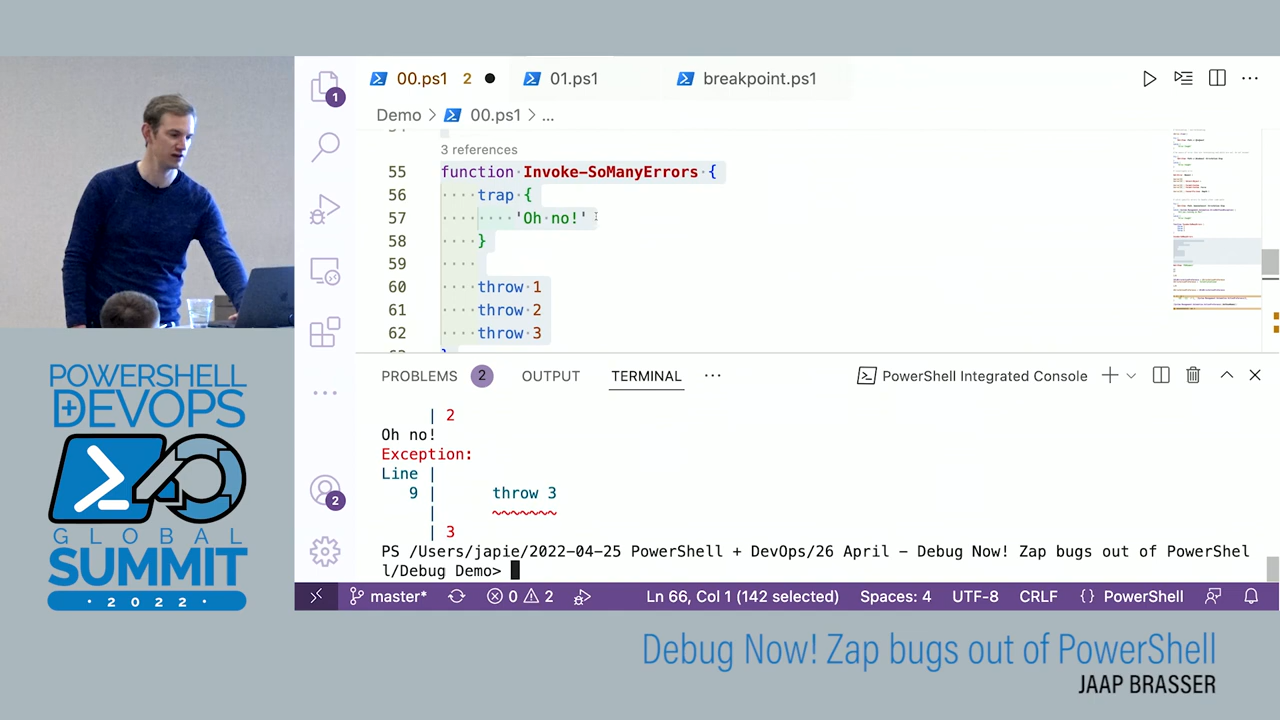 00.ps1 2 ● 01.ps1 breakpoint.ps1
1
Demo > 00.ps1 > ...
3 references
55 function Invoke-SoManyErrors {
56 trap {
57 'Oh no!'
58 }
59
60 throw 1
61 throw 2
62 throw 3
PROBLEMS 2 OUTPUT TERMINAL ... PowerShell Integrated Console
| 2
Oh no!
Exception:
Line |
9 | throw 3
| ~~~~~~~
| 3
PS /Users/japie/2022-04-25 PowerShell + DevOps/26 April - Debug Now! Zap bugs out of PowerShel
l/Debug Demo>
2
master* 0 2 Ln 66, Col 1 (142 selected) Spaces: 4 UTF-8 CRLF {} PowerShell
POWERSHELL
+ DEVOPS
GLOBAL
SUMMIT
· 2022 ·
Debug Now! Zap bugs out of PowerShell
JAAP BRASSER